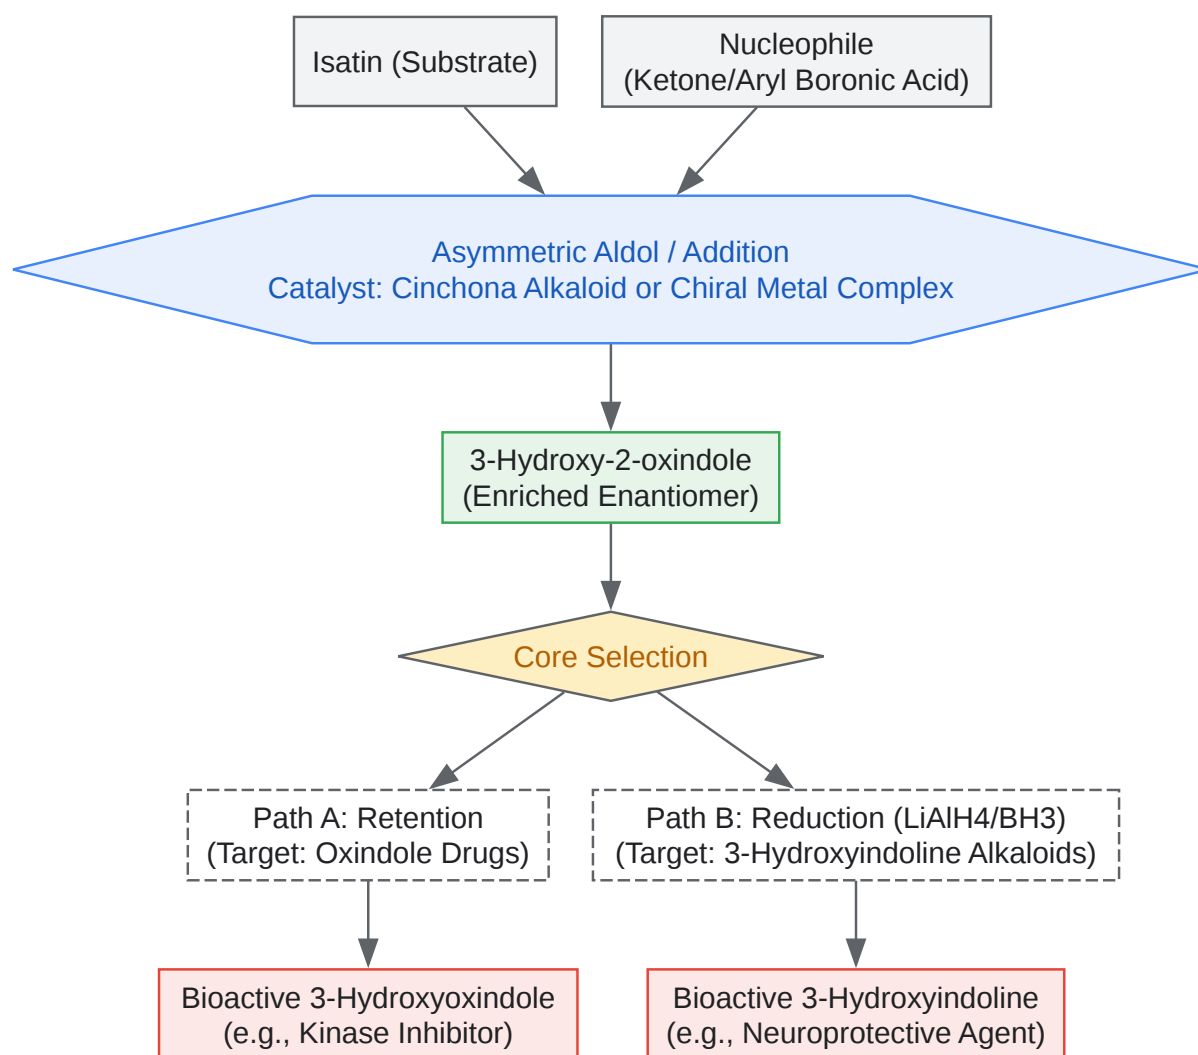 Isatin (Substrate)
Nucleophile
(Ketone/Aryl Boronic Acid)
Asymmetric Aldol / Addition
Catalyst: Cinchona Alkaloid or Chiral Metal Complex
3-Hydroxy-2-oxindole
(Enriched Enantiomer)
Core Selection
Path A: Retention
(Target: Oxindole Drugs)
Path B: Reduction (LiAlH4/BH3)
(Target: 3-Hydroxyindoline Alkaloids)
Bioactive 3-Hydroxyoxindole
(e.g., Kinase Inhibitor)
Bioactive 3-Hydroxyindoline
(e.g., Neuroprotective Agent)